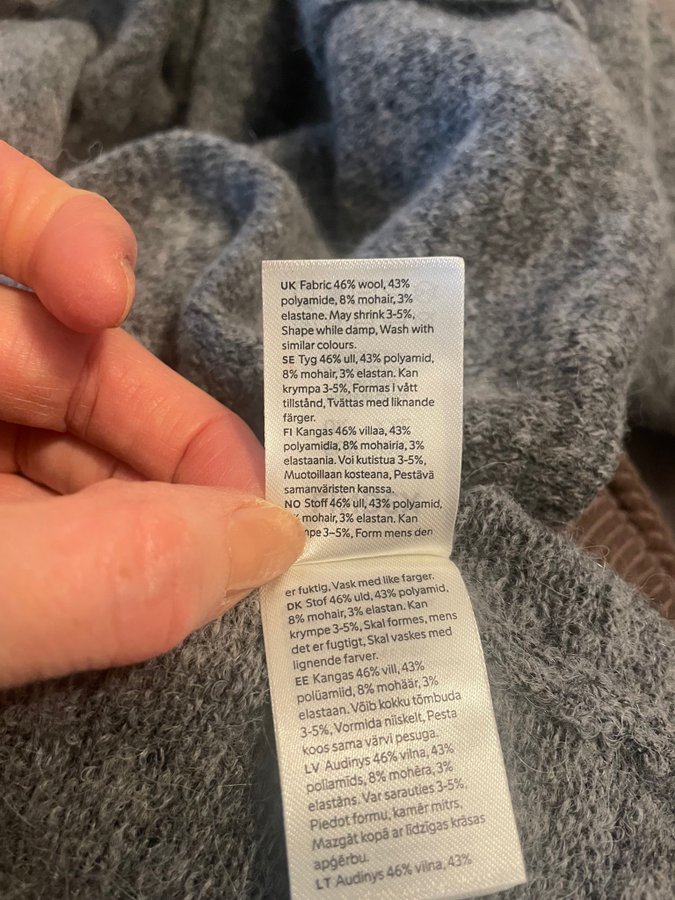 UK Fabric 46% wool, 43%
polyamide, 8% mohair, 3%
elastane. May shrink 3-5%,
Shape while damp, Wash with
similar colours.
SE Tyg 46% ull, 43% polyamid,
8% mohair, 3% elastan. Kan
krympa 3-5%, Formas I vått
tillstånd, Tvättas med liknande
färger.
FI Kangas 46% villaa, 43%
polyamidia, 8% mohairia, 3%
elastaania. Voi kutistua 3-5%,
Muotoillaan kosteana, Pestävä
samanväristen kanssa.
NO Stoff 46% ull, 43% polyamid,
mohair, 3% elastan. Kan
3–5%, Form mens den
er fuktig, Vask med like farger.
DK Stof 46% uld, 43% polyamid,
8% mohair, 3% elastan. Kan
krympe 3-5%, Skal formes, mens
det er fugtigt, Skal vaskes med
lignende farver.
EE Kangas 46% vill, 43%
polüamiid, 8% mohäär, 3%
elastaan. Võib kokku tõmbuda
3-5%, Vormida niiskelt, Pesta
koos sama värvi pesuga.
LV Audinys 46% vilna, 43%
poliamīds, 8% mohēra, 3%
elastāns. Var sarauties 3-5%,
Piedot formu, kamēr mitrs,
Mazgāt kopā ar līdzīgas krāsas
apģērbu.
LT Audinys 46% vilna, 43%